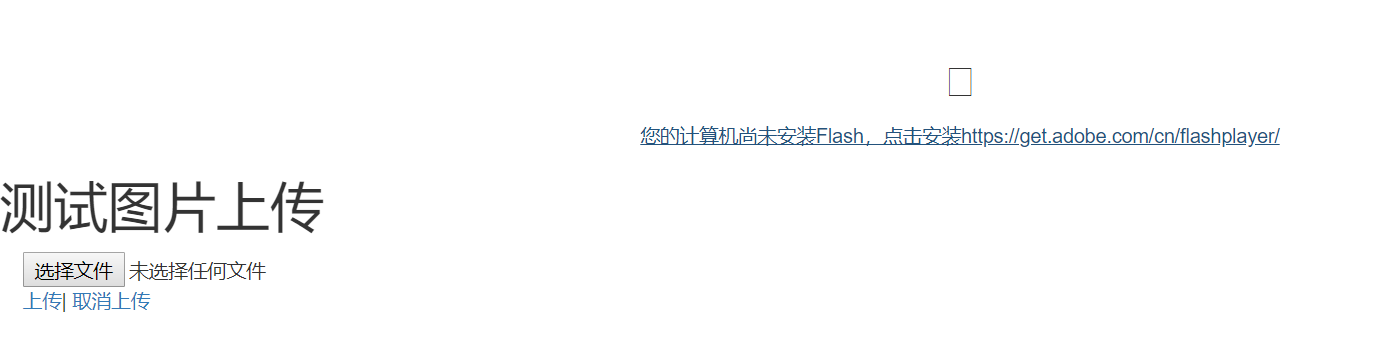 您的计算机尚未安装Flash，点击安装https://get.adobe.com/cn/flashplayer/
测试图片上传
选择文件 未选择任何文件
上传| 取消上传